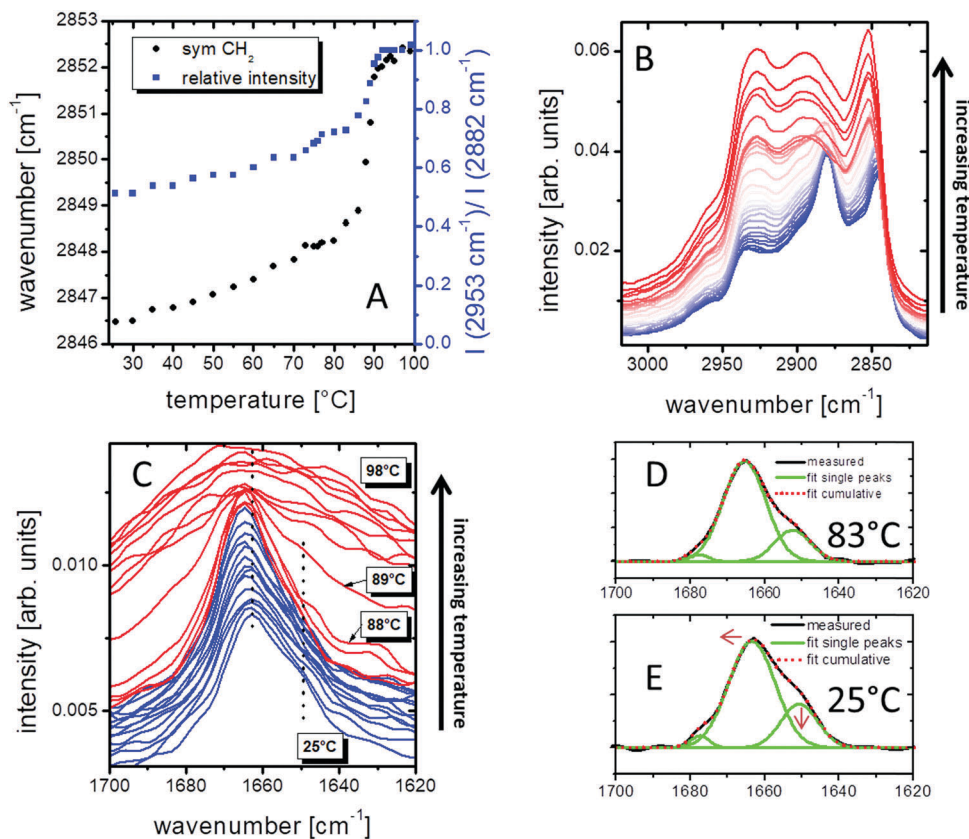 A
sym CH2
relative intensity
wavenumber [cm-1]
2853
2852
2851
2850
2849
2848
2847
2846
30 40 50 60 70 80 90 100
temperature [°C]
1.0
0.8
0.6
0.4
0.2
0.0
I (2953 cm-1)/ I (2882 cm-1)
B
intensity [arb. units]
0.06
0.04
0.02
3000 2950 2900 2850
wavenumber [cm-1]
increasing temperature
C
intensity [arb. units]
0.010
0.005
98°C
89°C
88°C
25°C
1700 1680 1660 1640 1620
wavenumber [cm-1]
increasing temperature
D
measured
fit single peaks
fit cumulative
83°C
1700 1680 1660 1640 1620
E
measured
fit single peaks
fit cumulative
25°C
1700 1680 1660 1640 1620